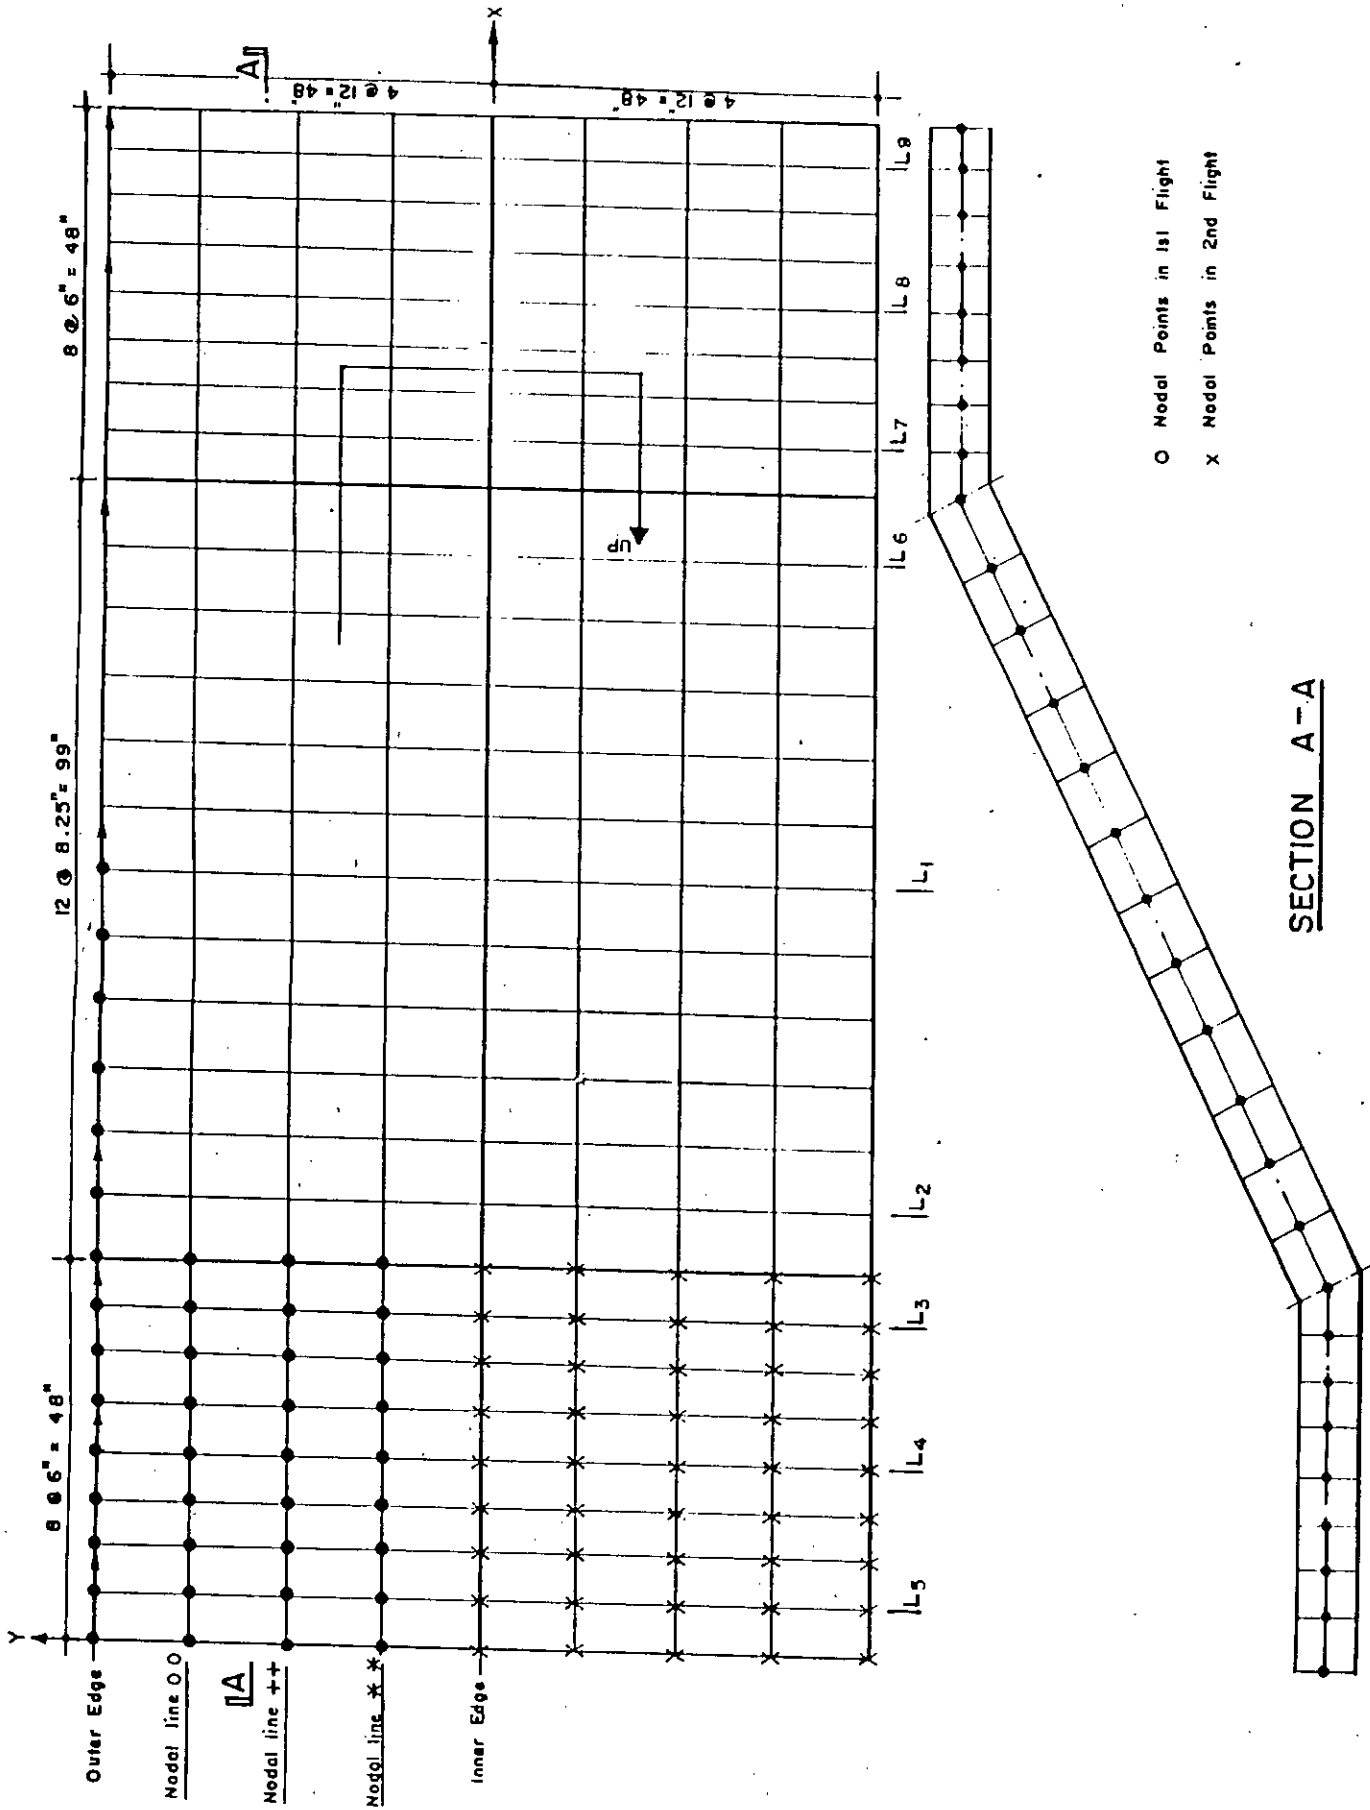 Y
X
8 @ 6" = 48"
12 @ 8.25" = 99"
8 @ 6" = 48"
Outer Edge
Nodal line O O
A
Nodal line ++
Nodal line * *
Inner Edge
A
4 @ 12" = 48"
4 @ 12" = 48"
UP
L5
L4
L3
L2
L1
L6
L7
L8
L9
O Nodal Points in 1st Flight
X Nodal Points in 2nd Flight
SECTION A-A